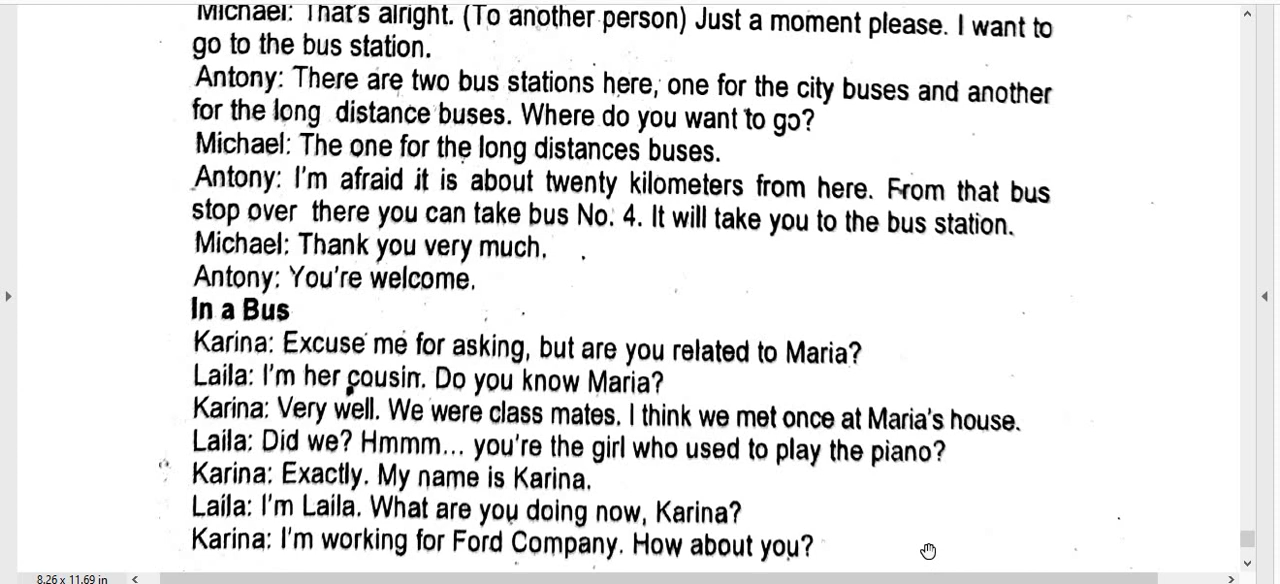 Michael: That's alright. (To another person) Just a moment please. I want to
go to the bus station.
Antony: There are two bus stations here, one for the city buses and another
for the long distance buses. Where do you want to go?
Michael: The one for the long distances buses.
Antony: I'm afraid it is about twenty kilometers from here. From that bus
stop over there you can take bus No. 4. It will take you to the bus station.
Michael: Thank you very much.
Antony: You're welcome.
In a Bus
Karina: Excuse me for asking, but are you related to Maria?
Laila: I'm her cousin. Do you know Maria?
Karina: Very well. We were class mates. I think we met once at Maria's house.
Laila: Did we? Hmmm... you're the girl who used to play the piano?
Karina: Exactly. My name is Karina.
Laila: I'm Laila. What are you doing now, Karina?
Karina: I'm working for Ford Company. How about you?
8.26 x 11.69 in